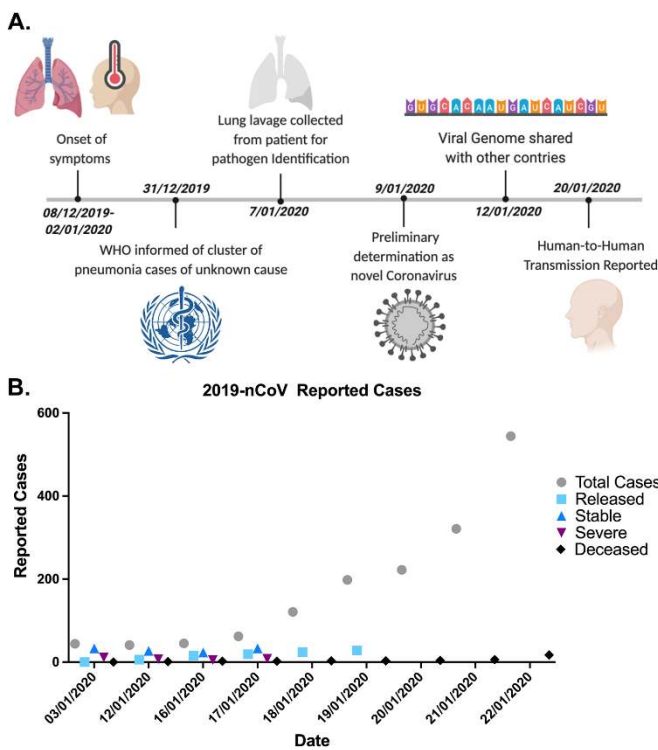 A.
G U G C A C A A U G A U C A U C G U
Onset of
symptoms
Lung lavage collected
from patient for
pathogen Identification
Viral Genome shared
with other contries
31/12/2019
9/01/2020
20/01/2020
08/12/2019-
02/01/2020
7/01/2020
12/01/2020
WHO informed of cluster of
pneumonia cases of unknown cause
Preliminary
determination as
novel Coronavirus
Human-to-Human
Transmission Reported
B.
2019-nCoV Reported Cases
600
400
200
0
Reported Cases
Total Cases
Released
Stable
Severe
Deceased
03/01/2020
12/01/2020
16/01/2020
17/01/2020
18/01/2020
19/01/2020
20/01/2020
21/01/2020
22/01/2020
Date